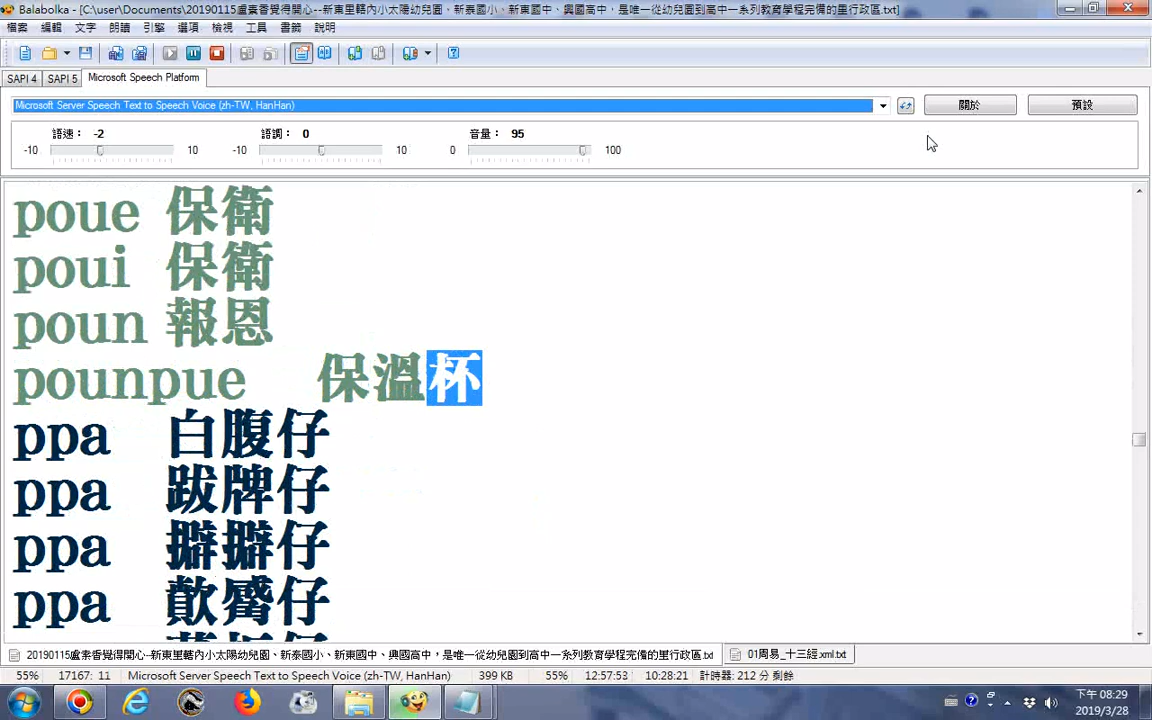 Balabolka - [C:\user\Documents\20190115盧素香覺得開心--新東里轄內小太陽幼兒園、新泰國小、新東國中、興國高中，是唯一從幼兒園到高中一系列教育學程完備的里行政區.txt]
檔案 編輯 文字 朗讀 引擎 選項 檢視 工具 書籤 說明
SAPI 4 SAPI 5 Microsoft Speech Platform
Microsoft Server Speech Text to Speech Voice (zh-TW, HanHan) 關於 預設
語速： -2 語調： 0 音量： 95
-10 10 -10 10 0 100
poue 保衛
poui 保衛
poun 報恩
pounpue 保溫杯
ppa 白腹仔
ppa 跋牌仔
ppa 擗擗仔
ppa 仔
20190115盧素香覺得開心--新東里轄內小太陽幼兒園、新泰國小、新東國中、興國高中，是唯一從幼兒園到高中一系列教育學程完備的里行政區.txt 01周易_十三經.xml.txt
55% 17167: 11 Microsoft Server Speech Text to Speech Voice (zh-TW, HanHan) 399 KB 55% 12:57:53 10:28:21 計時器: 212 分 剩餘
下午 08:29
2019/3/28